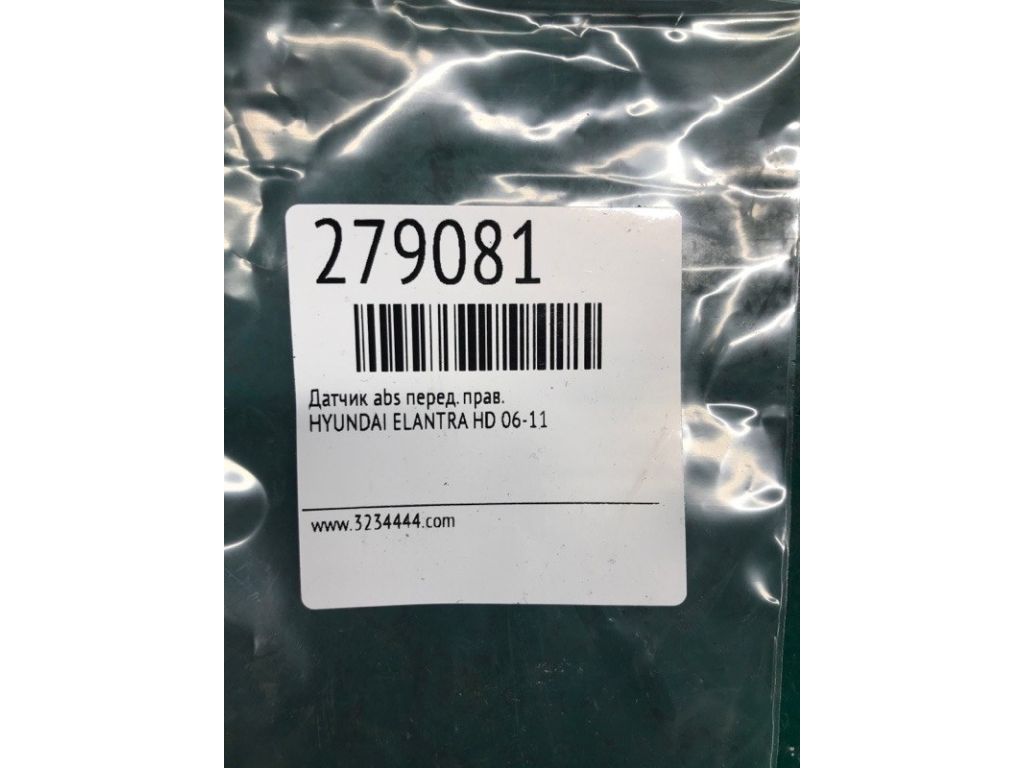 279081
Датчик abs перед. прав.
HYUNDAI ELANTRA HD 06-11
www.3234444.com